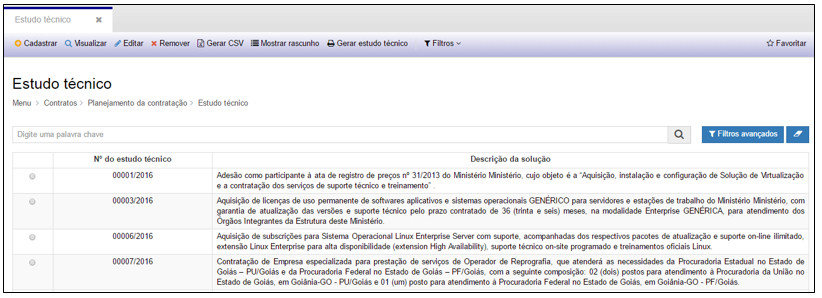 Estudo técnico ✖
Cadastrar Visualizar Editar Remover Gerar CSV Mostrar rascunho Gerar estudo técnico Filtros Favoritar
Estudo técnico
Menu > Contratos > Planejamento da contratação > Estudo técnico
Digite uma palavra chave Filtros avançados
Nº do estudo técnico Descrição da solução
00001/2016 Adesão como participante à ata de registro de preços nº 31/2013 do Ministério Ministério, cujo objeto é a "Aquisição, instalação e configuração de Solução de Virtualização
e a contratação dos serviços de suporte técnico e treinamento" .
00003/2016 Aquisição de licenças de uso permanente de softwares aplicativos e sistemas operacionais GENÉRICO para servidores e estações de trabalho do Ministério Ministério, com
garantia de atualização das versões e suporte técnico pelo prazo contratado de 36 (trinta e seis) meses, na modalidade Enterprise GENÉRICA, para atendimento dos
Órgãos Integrantes da Estrutura deste Ministério.
00006/2016 Aquisição de subscrições para Sistema Operacional Linux Enterprise Server com suporte, acompanhadas dos respectivos pacotes de atualização e suporte on-line ilimitado,
extensão Linux Enterprise para alta disponibilidade (extension High Availability), suporte técnico on-site programado e treinamentos oficiais Linux.
00007/2016 Contratação de Empresa especializada para prestação de serviços de Operador de Reprografia, que atenderá as necessidades da Procuradoria Estadual no Estado de
Goiás – PU/Goiás e da Procuradoria Federal no Estado de Goiás – PF/Goiás, com a seguinte composição: 02 (dois) postos para atendimento à Procuradoria da União no
Estado de Goiás, em Goiânia-GO - PU/Goiás e 01 (um) posto para atendimento à Procuradoria Federal no Estado de Goiás, em Goiânia-GO – PF/Goiás.